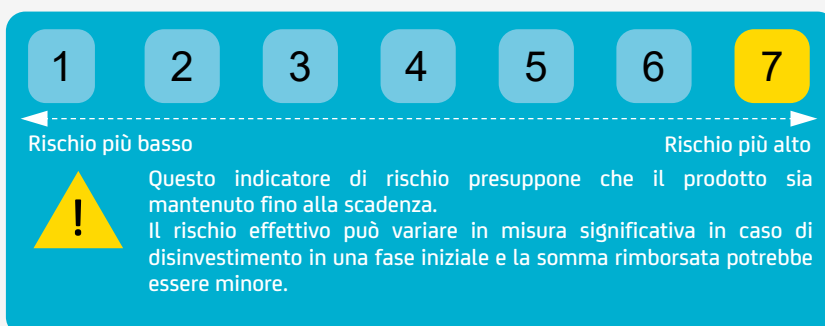 1 2 3 4 5 6 7
Rischio più basso Rischio più alto
!
Questo indicatore di rischio presuppone che il prodotto sia
mantenuto fino alla scadenza.
Il rischio effettivo può variare in misura significativa in caso di
disinvestimento in una fase iniziale e la somma rimborsata potrebbe
essere minore.